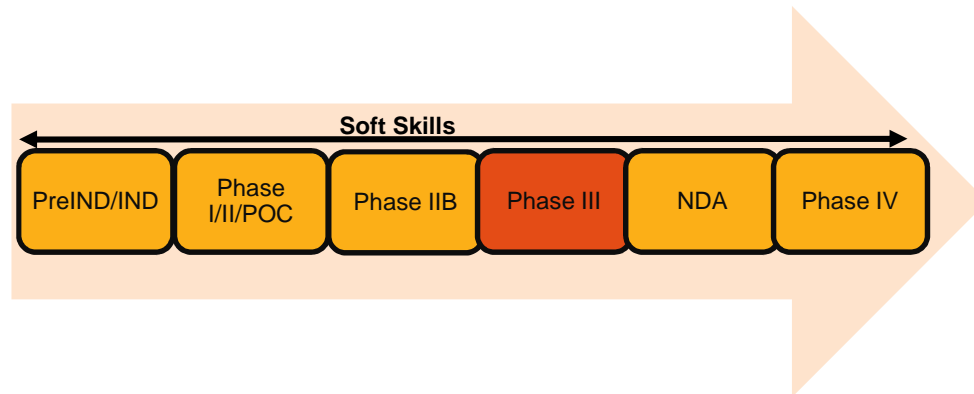 Soft Skills
PreIND/IND
Phase
I/II/POC
Phase IIB
Phase III
NDA
Phase IV